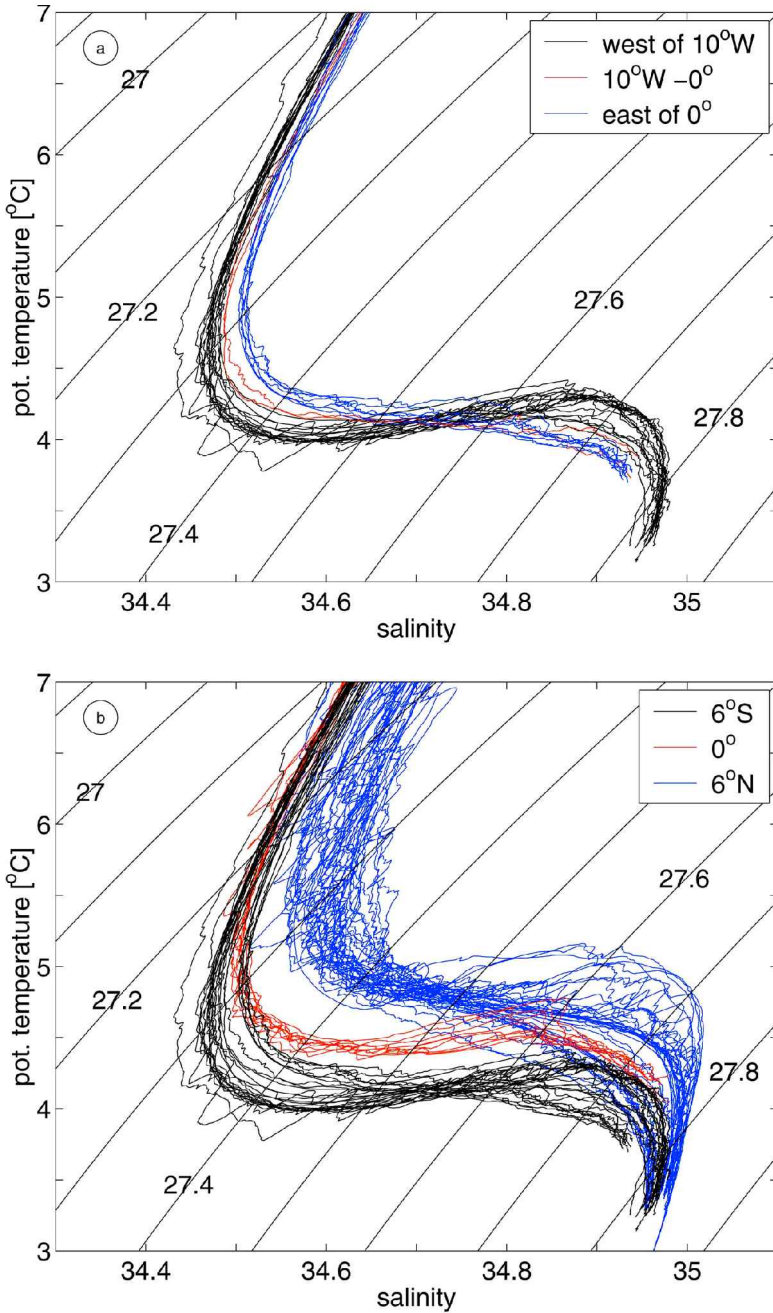 7
a
west of 10°W
10°W –0°
east of 0°
27
6
pot. temperature [°C]
5
27.2
27.6
4
27.8
27.4
3
34.4
34.6
34.8
35
salinity
7
b
6°S
0°
6°N
27
6
pot. temperature [°C]
27.6
5
27.2
27.8
4
27.4
3
34.4
34.6
34.8
35
salinity